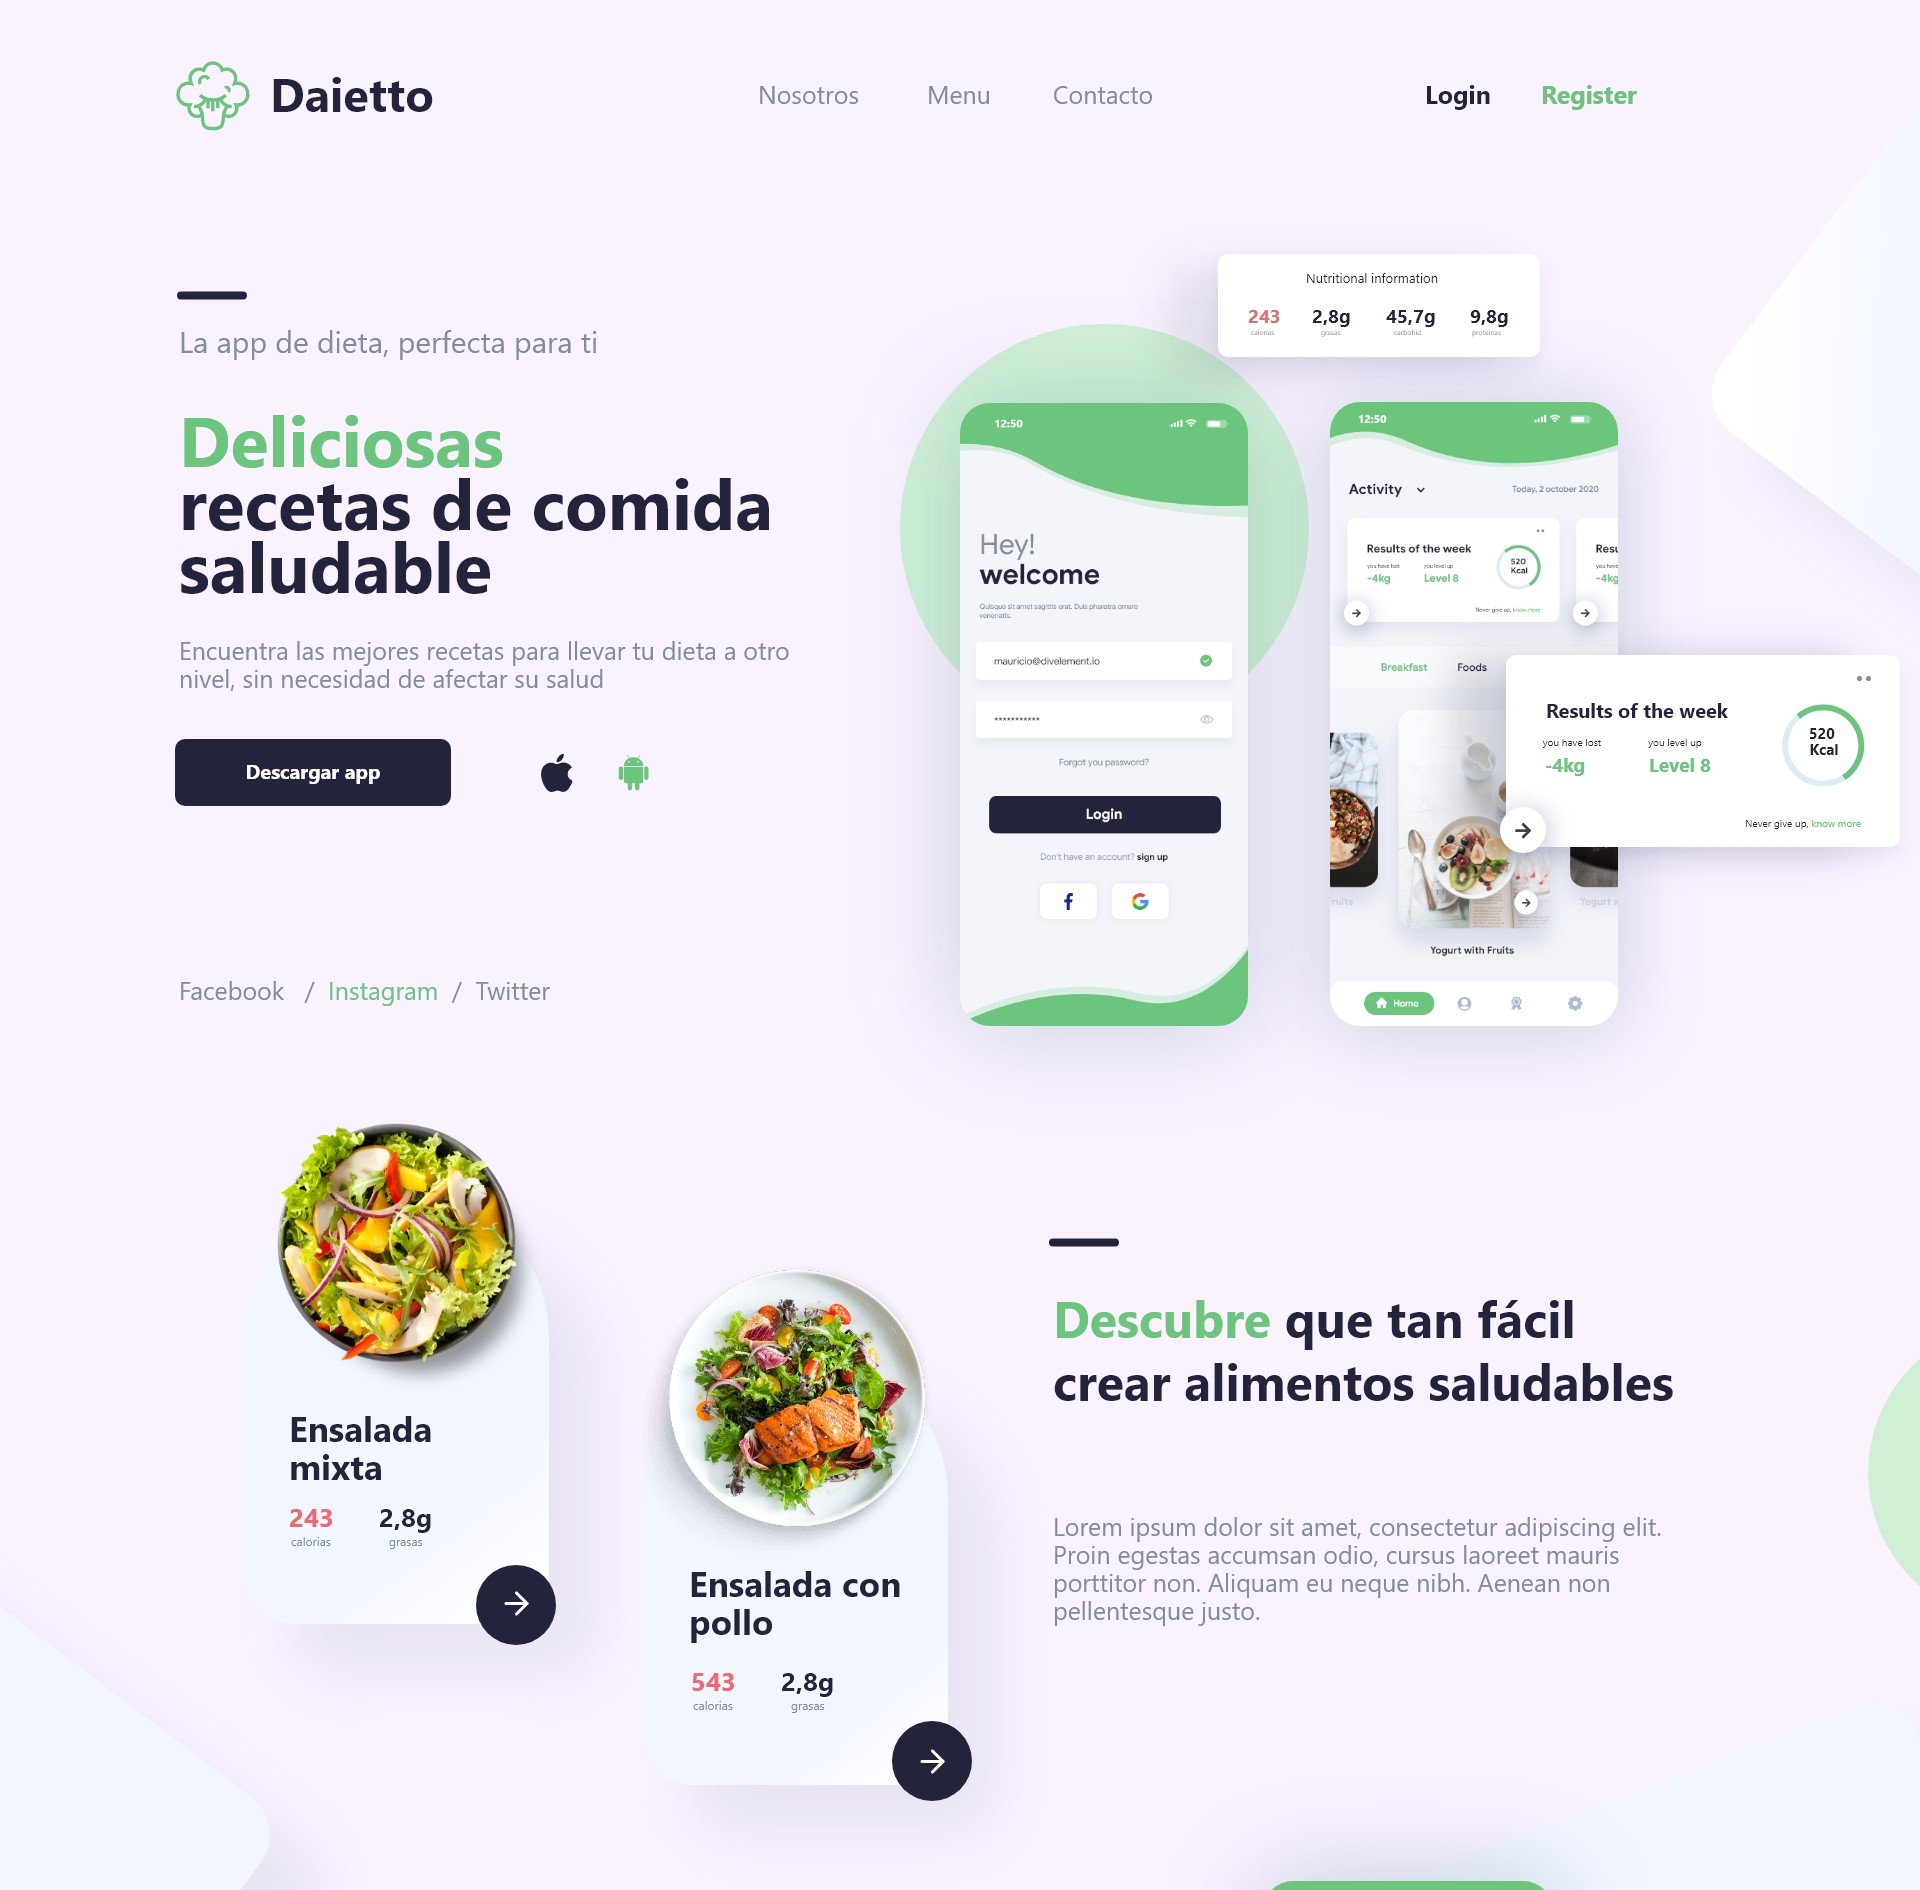 Daietto
Nosotros Menu Contacto
Login Register
La app de dieta, perfecta para ti
Deliciosas
recetas de comida
saludable
Encuentra las mejores recetas para llevar tu dieta a otro
nivel, sin necesidad de afectar su salud
Descargar app
Facebook / Instagram / Twitter
Nutritional information
243 2,8g 45,7g 9,8g
calorias grasas carbohid. proteinas
12:50
Hey!
welcome
Quisque sit amet sagittis erat. Duis pharetra ornare
venenatis.
mauricio@divelement.io
***********
Forgot you password?
Login
Don't have an account? sign up
12:50
Activity
Today, 2 october 2020
Results of the week
you have lost you level up
-4kg Level 8
520
Kcal
Never give up, know more
Resu
you have
-4kg
Breakfast Foods
ruits
Yogurt w
Yogurt with Fruits
Home
Results of the week
you have lost you level up
-4kg Level 8
520
Kcal
Never give up, know more
Ensalada
mixta
243 2,8g
calorias grasas
Ensalada con
pollo
543 2,8g
calorias grasas
Descubre que tan fácil
crear alimentos saludables
Lorem ipsum dolor sit amet, consectetur adipiscing elit.
Proin egestas accumsan odio, cursus laoreet mauris
porttitor non. Aliquam eu neque nibh. Aenean non
pellentesque justo.